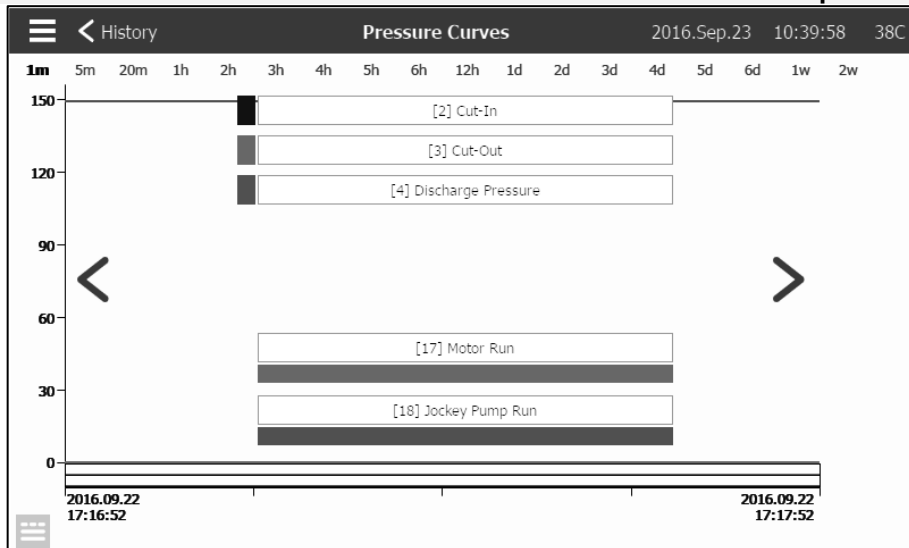 History Pressure Curves 2016.Sep.23 10:39:58 38C
1m 5m 20m 1h 2h 3h 4h 5h 6h 12h 1d 2d 3d 4d 5d 6d 1w 2w
150
[2] Cut-In
[3] Cut-Out
120
[4] Discharge Pressure
90
60
[17] Motor Run
30
[18] Jockey Pump Run
0
2016.09.22 2016.09.22
17:16:52 17:17:52